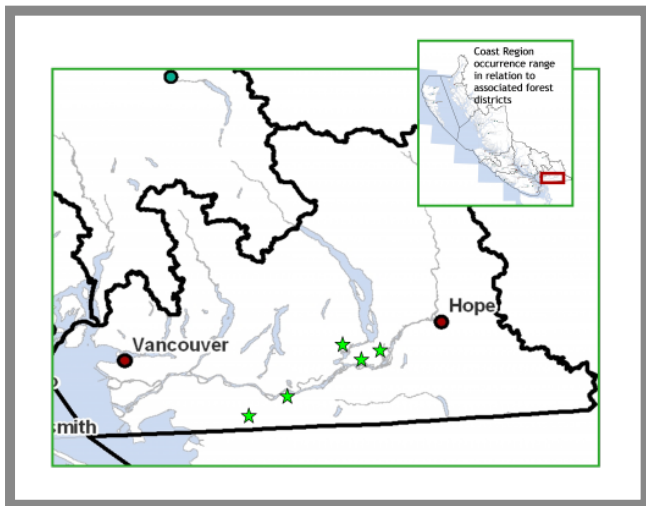 Coast Region
occurrence range
in relation to
associated forest
districts
Hope
Vancouver
smith